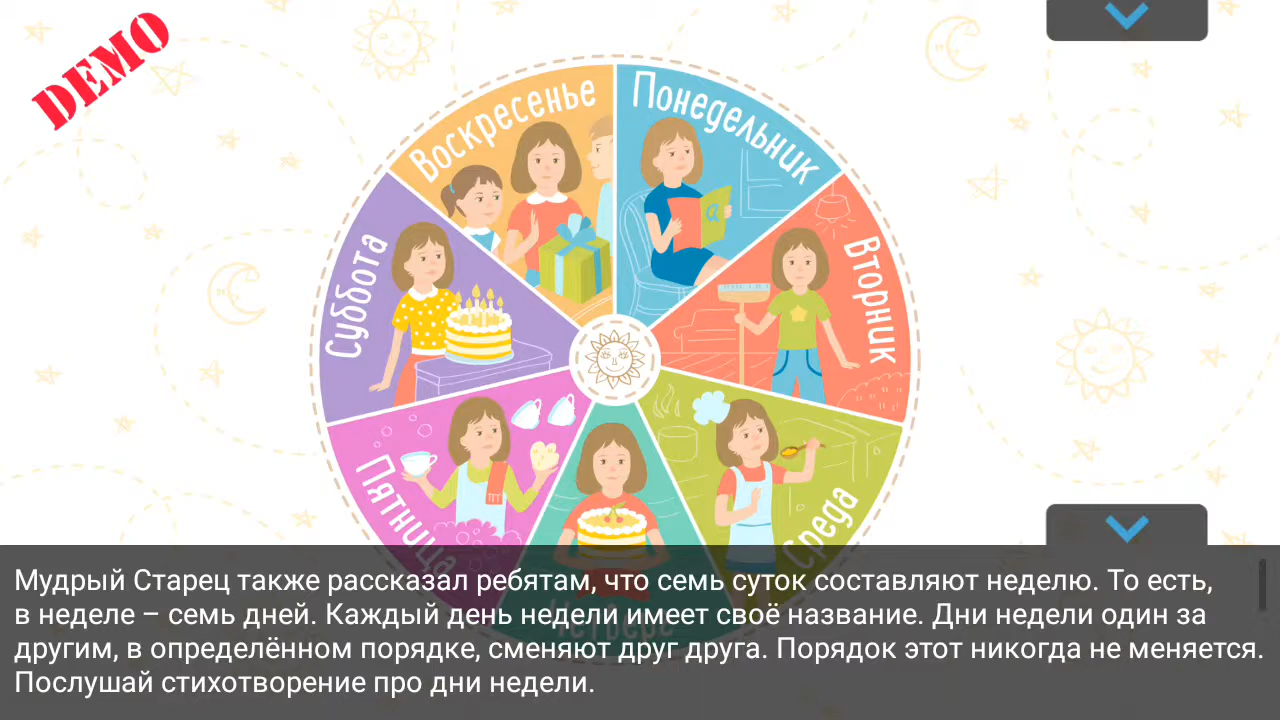 DEMO
Воскресенье
Понедельник
Суббота
Вторник
Пятница
Среда
Четверг
Мудрый Старец также рассказал ребятам, что семь суток составляют неделю. То есть,
в неделе – семь дней. Каждый день недели имеет своё название. Дни недели один за
другим, в определённом порядке, сменяют друг друга. Порядок этот никогда не меняется.
Послушай стихотворение про дни недели.